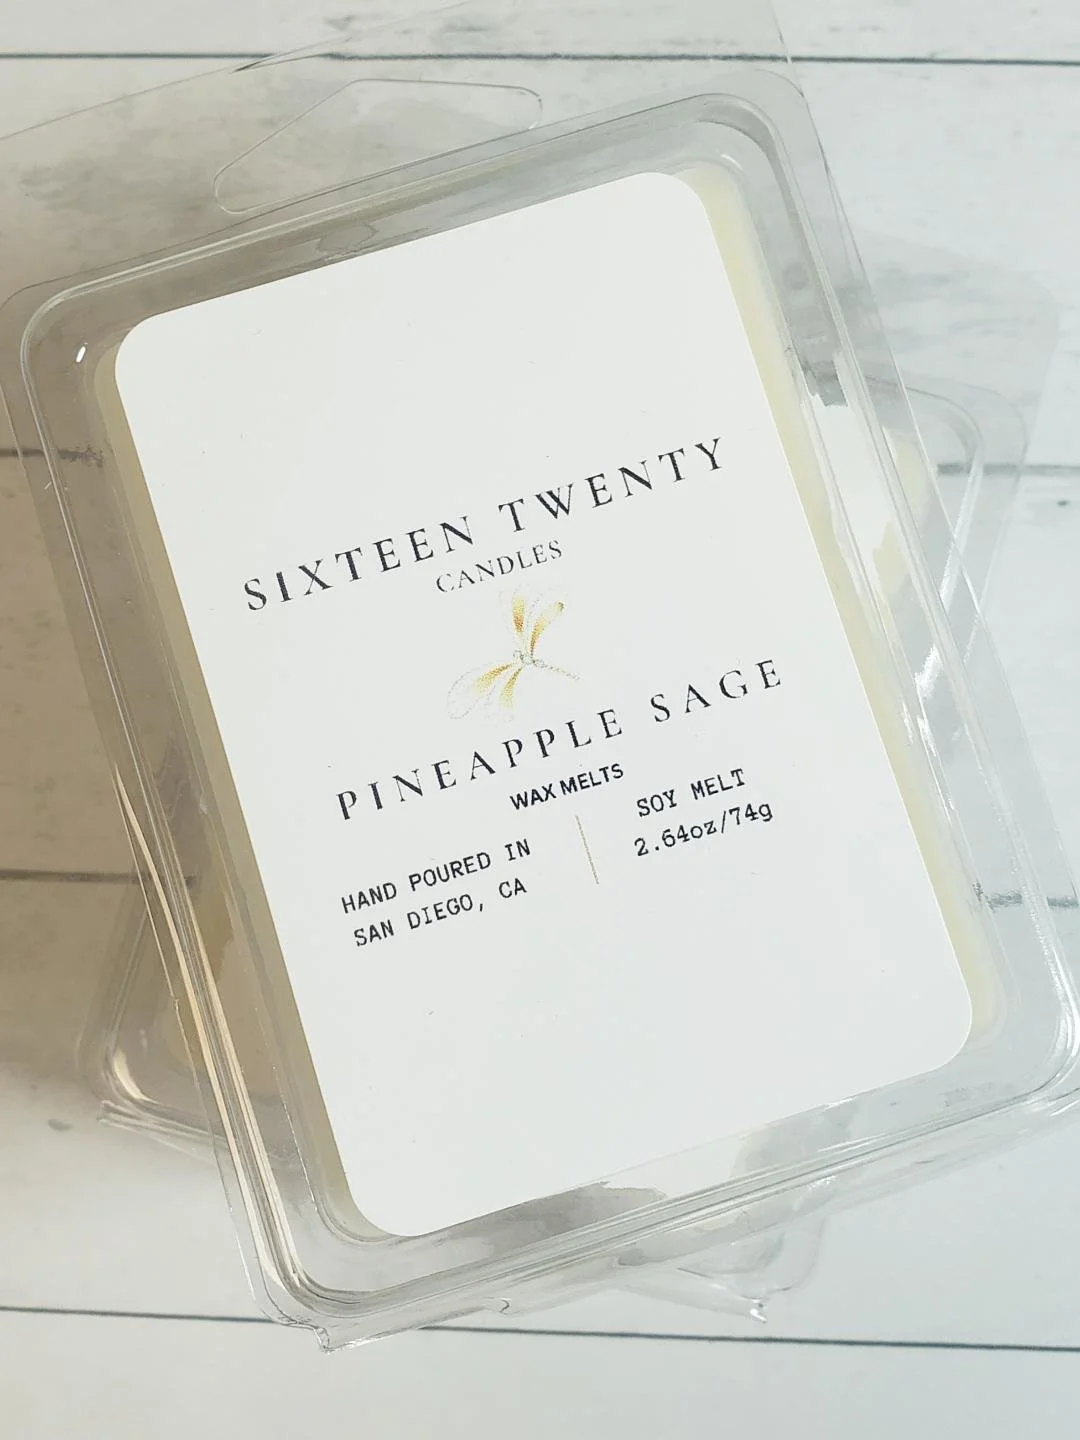 SIXTEEN TWENTY
CANDLES
PINEAPPLE SAGE
WAX MELTS
HAND POURED IN
SAN DIEGO, CA
SOY MELT
2.64oz/74g